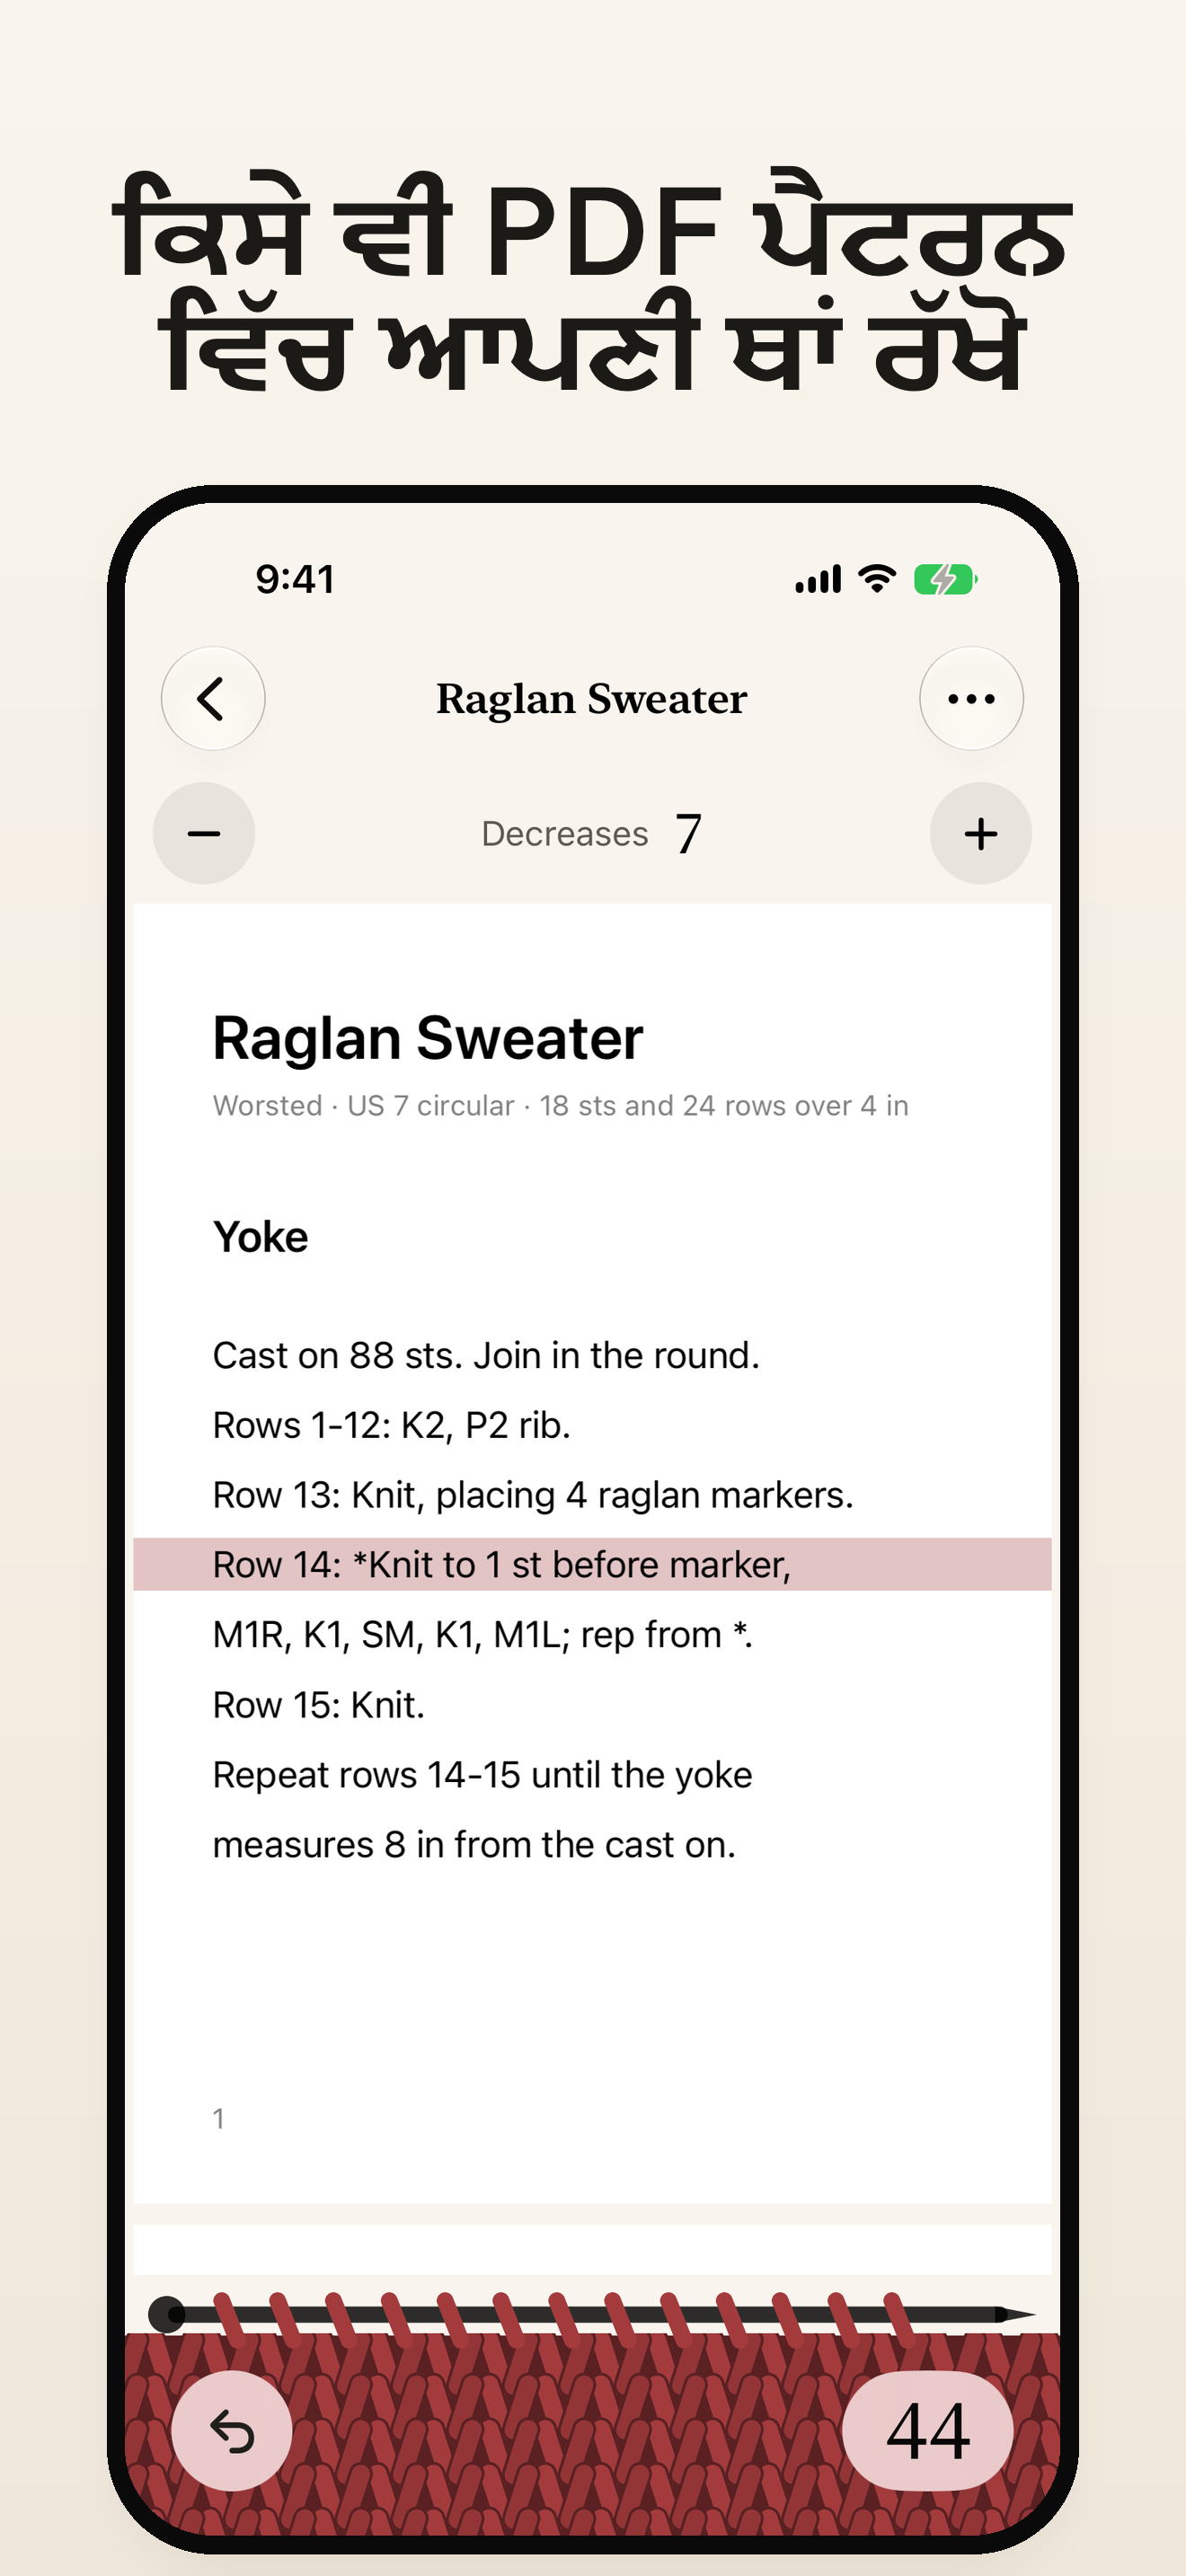 ਕਿਸੇ ਵੀ PDF ਪੈਟਰਨ
ਵਿੱਚ ਆਪਣੀ ਥਾਂ ਰੱਖੋ
9:41
Raglan Sweater
Decreases 7
Raglan Sweater
Worsted · US 7 circular · 18 sts and 24 rows over 4 in
Yoke
Cast on 88 sts. Join in the round.
Rows 1-12: K2, P2 rib.
Row 13: Knit, placing 4 raglan markers.
Row 14: *Knit to 1 st before marker,
M1R, K1, SM, K1, M1L; rep from *.
Row 15: Knit.
Repeat rows 14-15 until the yoke
measures 8 in from the cast on.
1
44